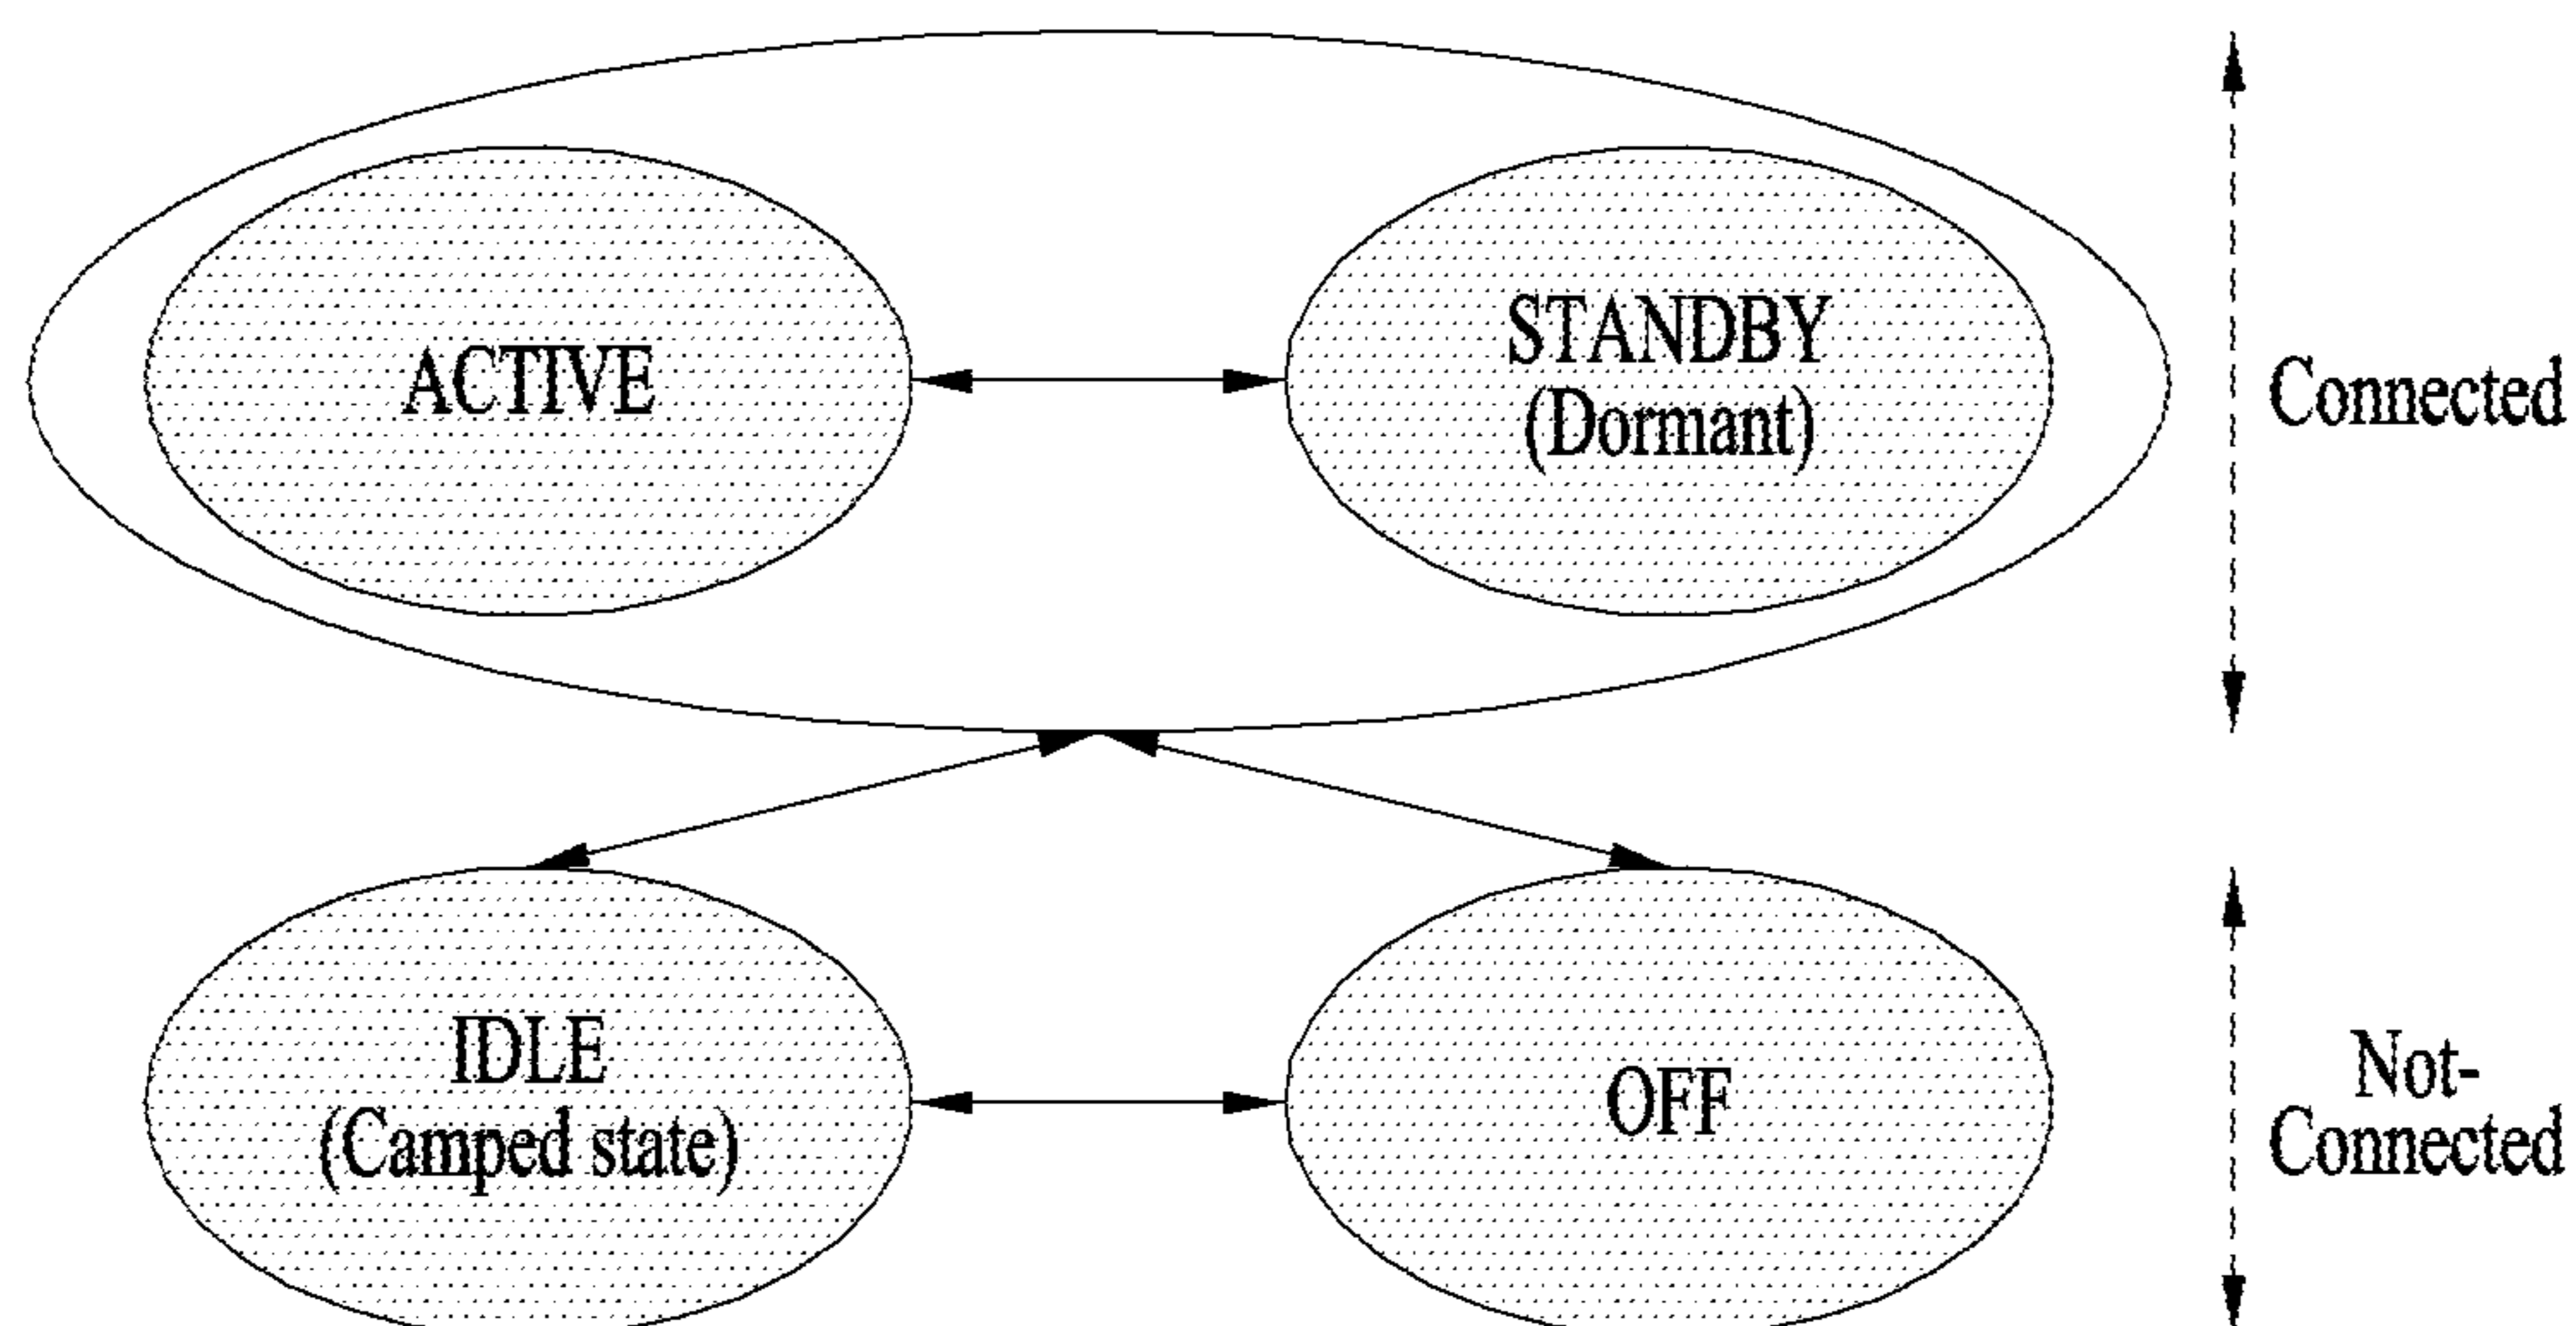 ACTIVE
STANDBY
(Dormant)
Connected
IDLE
(Camped state)
OFF
Not-
Connected